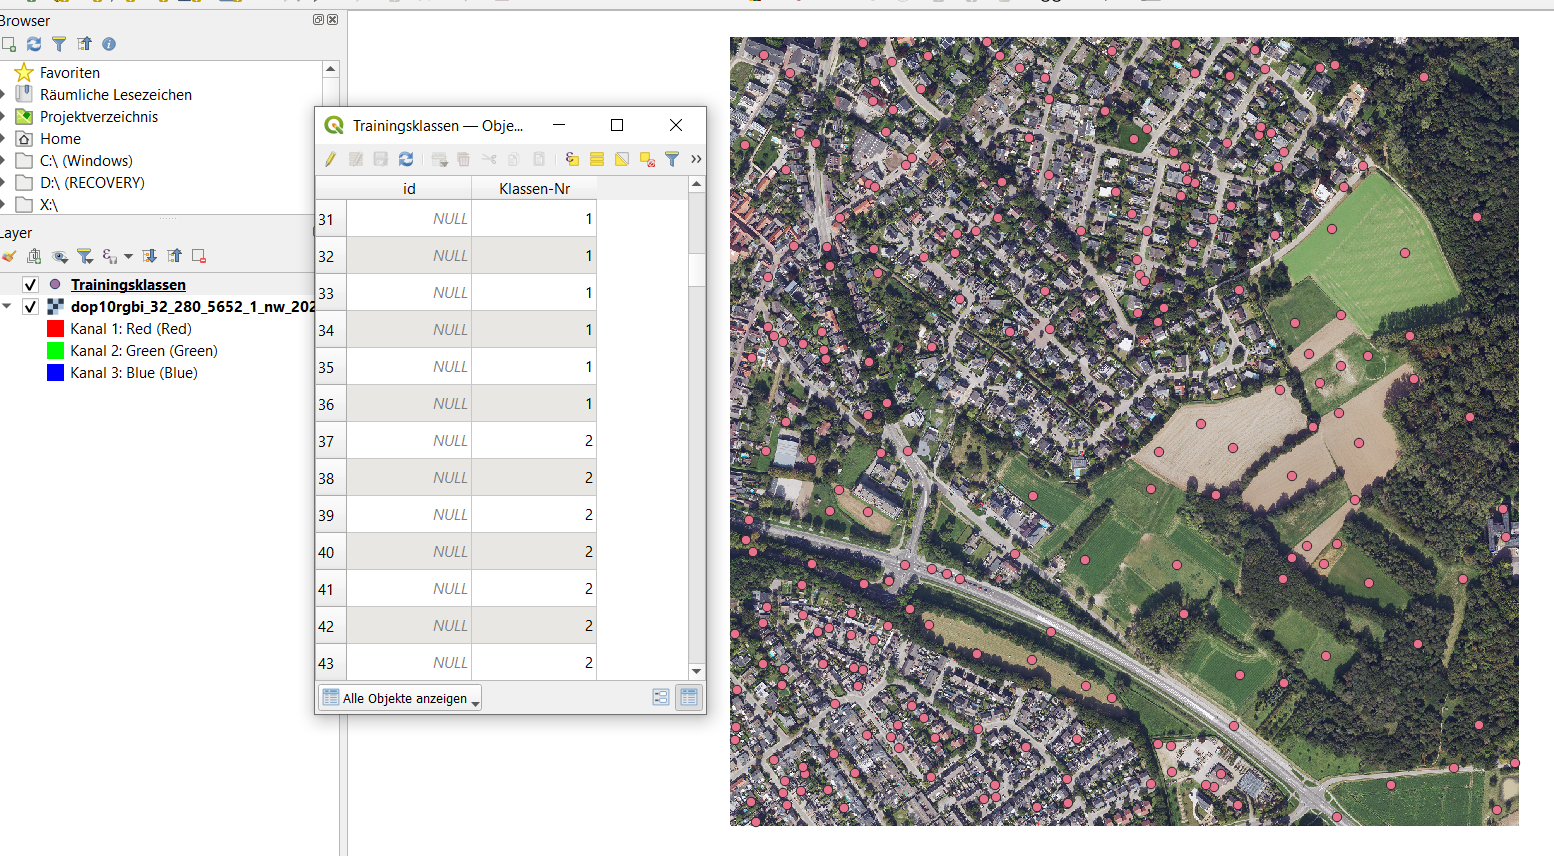 Browser
Favoriten
Räumliche Lesezeichen
Projektverzeichnis
Home
C:\ (Windows)
D:\ (RECOVERY)
X:\
Layer
Trainingsklassen
dop10rgbi_32_280_5652_1_nw_202
Kanal 1: Red (Red)
Kanal 2: Green (Green)
Kanal 3: Blue (Blue)
Trainingsklassen — Obje...
id Klassen-Nr
31 NULL 1
32 NULL 1
33 NULL 1
34 NULL 1
35 NULL 1
36 NULL 1
37 NULL 2
38 NULL 2
39 NULL 2
40 NULL 2
41 NULL 2
42 NULL 2
43 NULL 2
Alle Objekte anzeigen